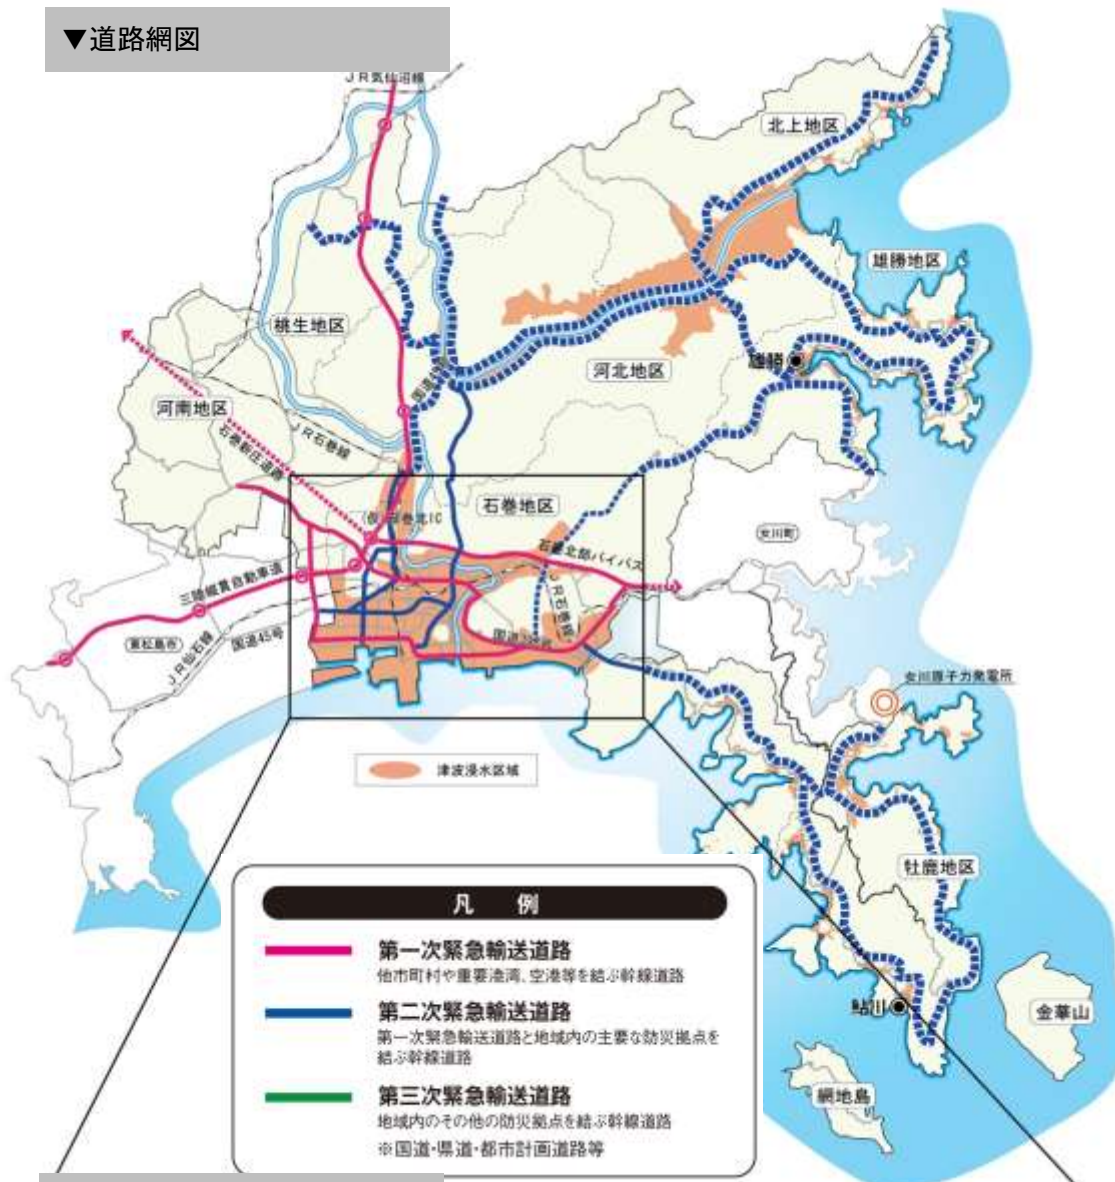 ▼道路網図
JR気仙沼線
北上地区
雄勝地区
桃生地区
雄勝
河北地区
河南地区
JR石巻線
石巻新庄道路
石巻地区
女川町
石巻北部バイパス
三陸縦貫自動車道
JR石巻線
東松島市
JR仙石線
国道45号
女川原子力発電所
津波浸水区域
牡鹿地区
鮎川
金華山
網地島
凡 例
第一次緊急輸送道路
他市町村や重要港湾、空港等を結ぶ幹線道路
第二次緊急輸送道路
第一次緊急輸送道路と地域内の主要な防災拠点を
結ぶ幹線道路
第三次緊急輸送道路
地域内のその他の防災拠点を結ぶ幹線道路
※国道・県道・都市計画道路等